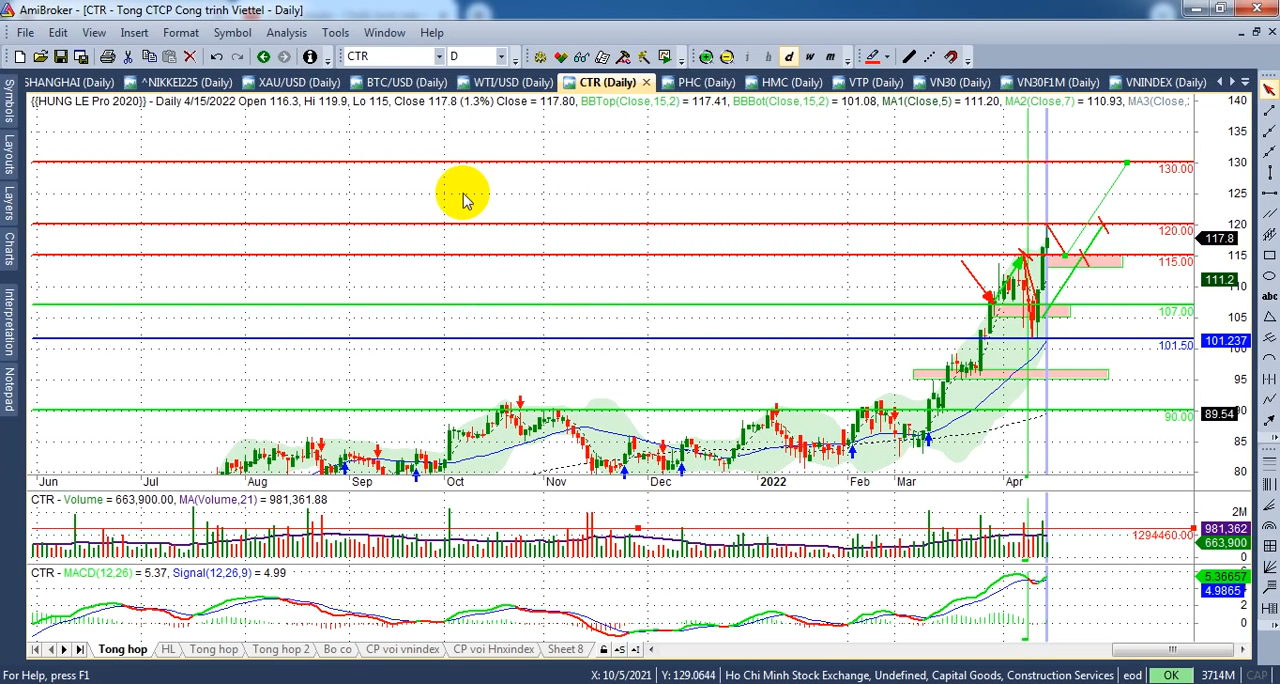 AmiBroker - [CTR - Tong CTCP Cong trinh Viettel - Daily]
File Edit View Insert Format Symbol Analysis Tools Window Help
CTR D i h d w m
SHANGHAI (Daily) ^NIKKEI225 (Daily) XAU/USD (Daily) BTC/USD (Daily) WTI/USD (Daily) CTR (Daily) PHC (Daily) HMC (Daily) VTP (Daily) VN30 (Daily) VN30F1M (Daily) VNINDEX (Daily)
{{HUNG LE Pro 2020}} - Daily 4/15/2022 Open 116.3, Hi 119.9, Lo 115, Close 117.8 (1.3%) Close = 117.80, BBTop(Close,15,2) = 117.41, BBBot(Close,15,2) = 101.08, MA1(Close,5) = 111.20, MA2(Close,7) = 110.93, MA3(Close,
Symbols
Layouts
Layers
Charts
Interpretation
Notepad
140
135
130
130.00
125
120
120.00
117.8
115
115.00
111.2
110
107.00
105
101.50
101.237
100
95
90.00
89.54
90
85
80
abc
Jun Jul Aug Sep Oct Nov Dec 2022 Feb Mar Apr
CTR - Volume = 663,900.00, MA(Volume,21) = 981,361.88
2M
981,362
1294460.00
663,900
0
CTR - MACD(12,26) = 5.37, Signal(12,26,9) = 4.99
5.36657
4.9865
2
0
Tong hop HL Tong hop Tong hop 2 Bo co CP voi vnindex CP voi Hnxindex Sheet 8
For Help, press F1 X: 10/5/2021 Y: 129.0644 Ho Chi Minh Stock Exchange, Undefined, Capital Goods, Construction Services eod OK 3714M CAP